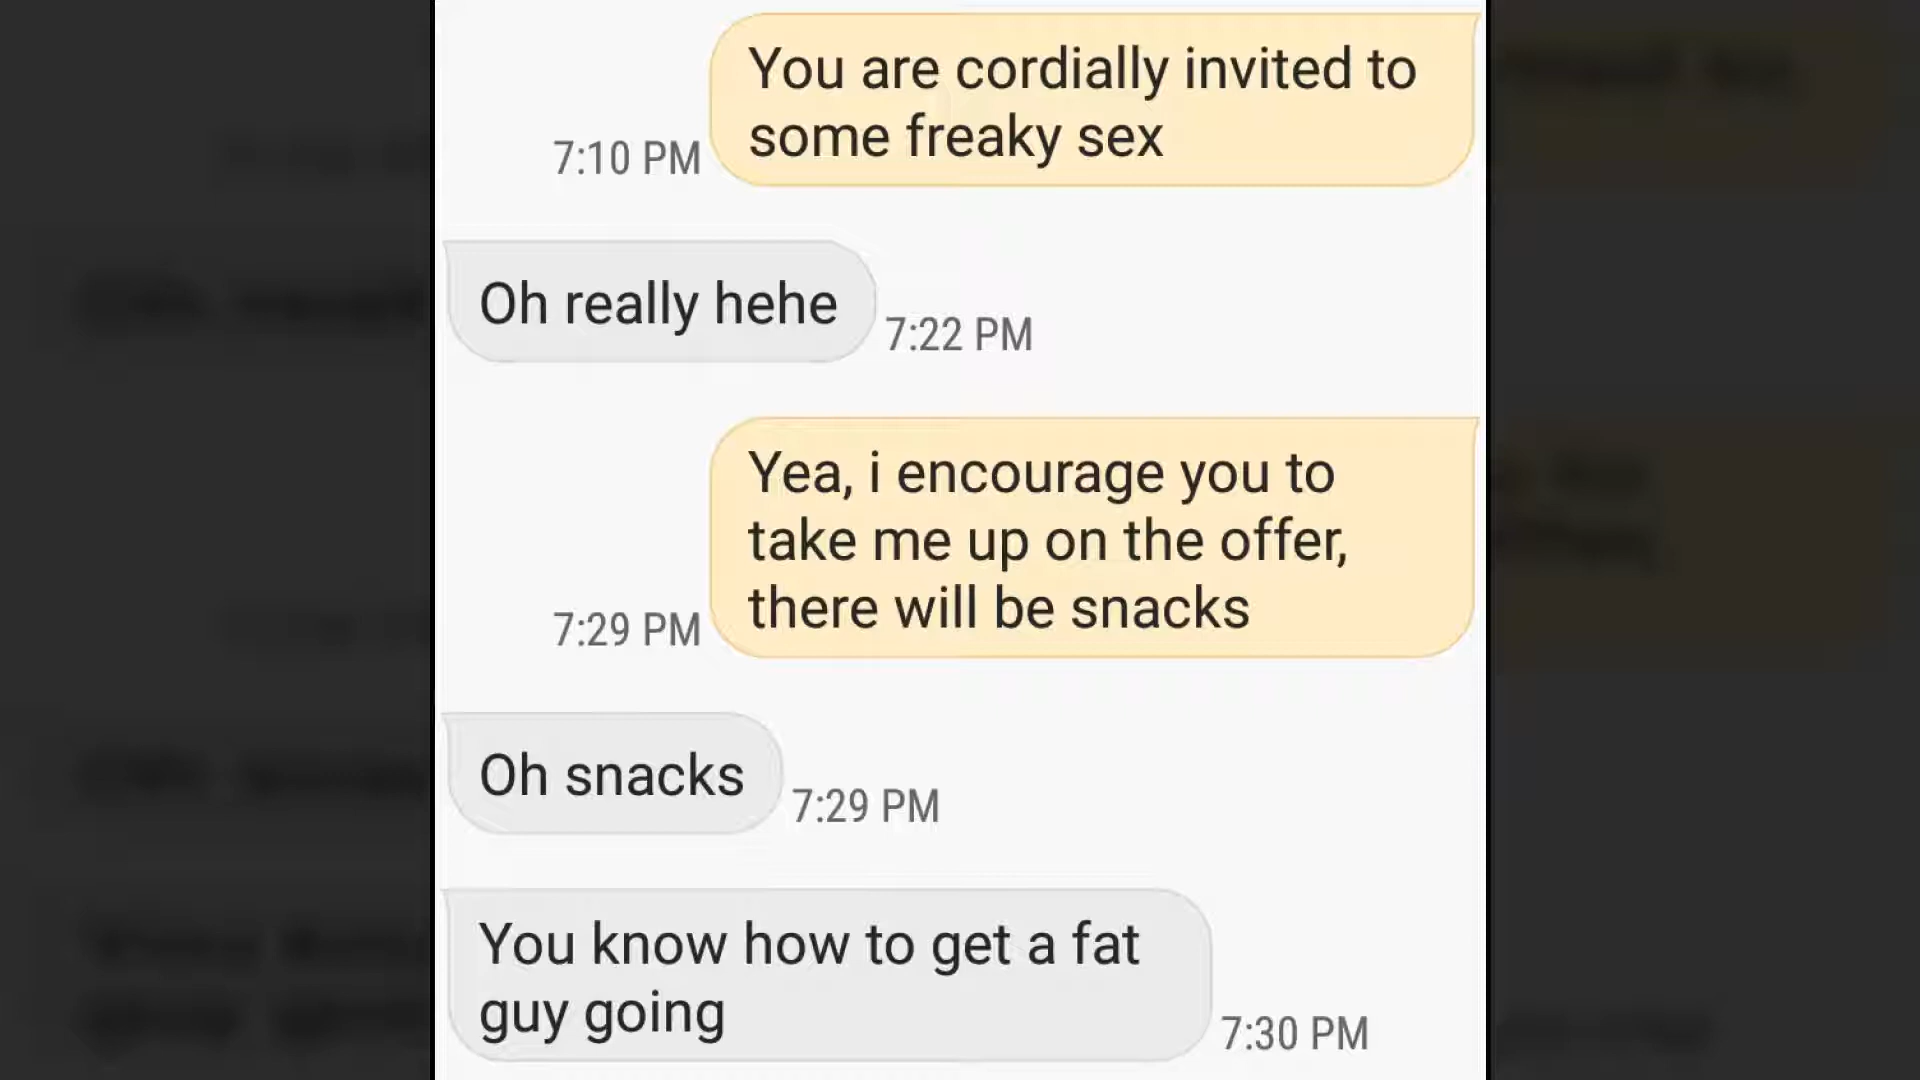 You are cordially invited to
some freaky sex
7:10 PM
Oh really hehe
7:22 PM
Yea, i encourage you to
take me up on the offer,
there will be snacks
7:29 PM
Oh snacks
7:29 PM
You know how to get a fat
guy going
7:30 PM